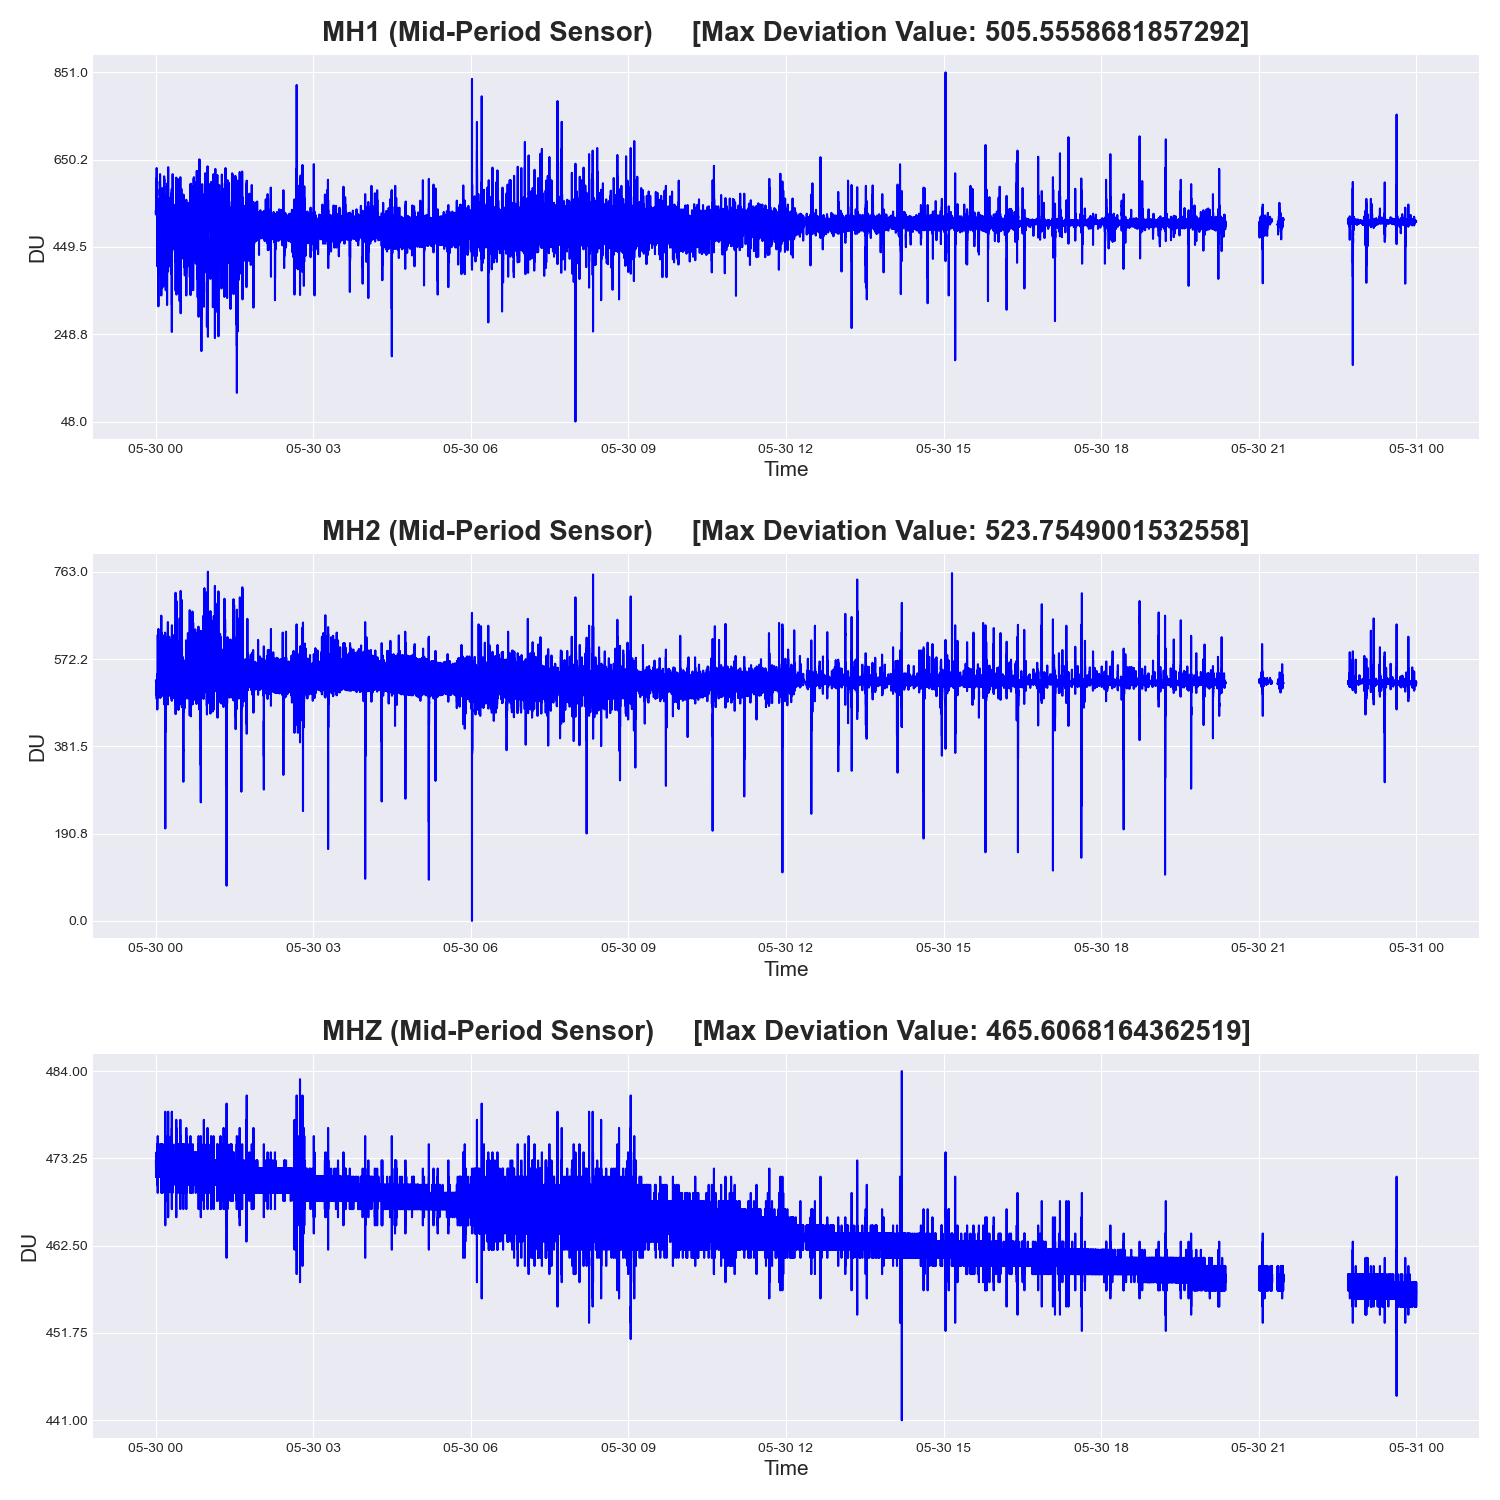 MH1 (Mid-Period Sensor) [Max Deviation Value: 505.5558681857292]
851.0
650.2
449.5
248.8
48.0
DU
05-30 00 05-30 03 05-30 06 05-30 09 05-30 12 05-30 15 05-30 18 05-30 21 05-31 00
Time
MH2 (Mid-Period Sensor) [Max Deviation Value: 523.7549001532558]
763.0
572.2
381.5
190.8
0.0
DU
05-30 00 05-30 03 05-30 06 05-30 09 05-30 12 05-30 15 05-30 18 05-30 21 05-31 00
Time
MHZ (Mid-Period Sensor) [Max Deviation Value: 465.6068164362519]
484.00
473.25
462.50
451.75
441.00
DU
05-30 00 05-30 03 05-30 06 05-30 09 05-30 12 05-30 15 05-30 18 05-30 21 05-31 00
Time